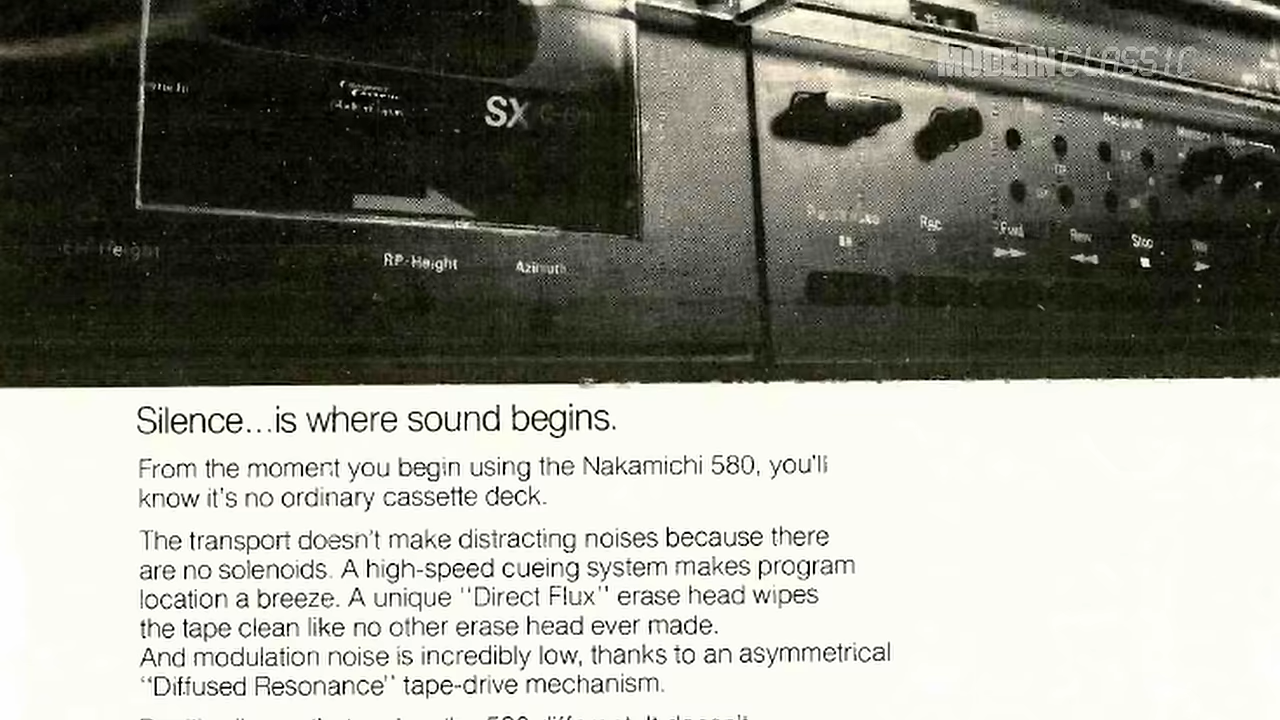 MODERN CLASSIC
SX
RP-Height
Azimuth
Rec
Rew
Stop
Silence...is where sound begins.
From the moment you begin using the Nakamichi 580, you'll
know it's no ordinary cassette deck.
The transport doesn't make distracting noises because there
are no solenoids. A high-speed cueing system makes program
location a breeze. A unique "Direct Flux" erase head wipes
the tape clean like no other erase head ever made.
And modulation noise is incredibly low, thanks to an asymmetrical
"Diffused Resonance" tape-drive mechanism.